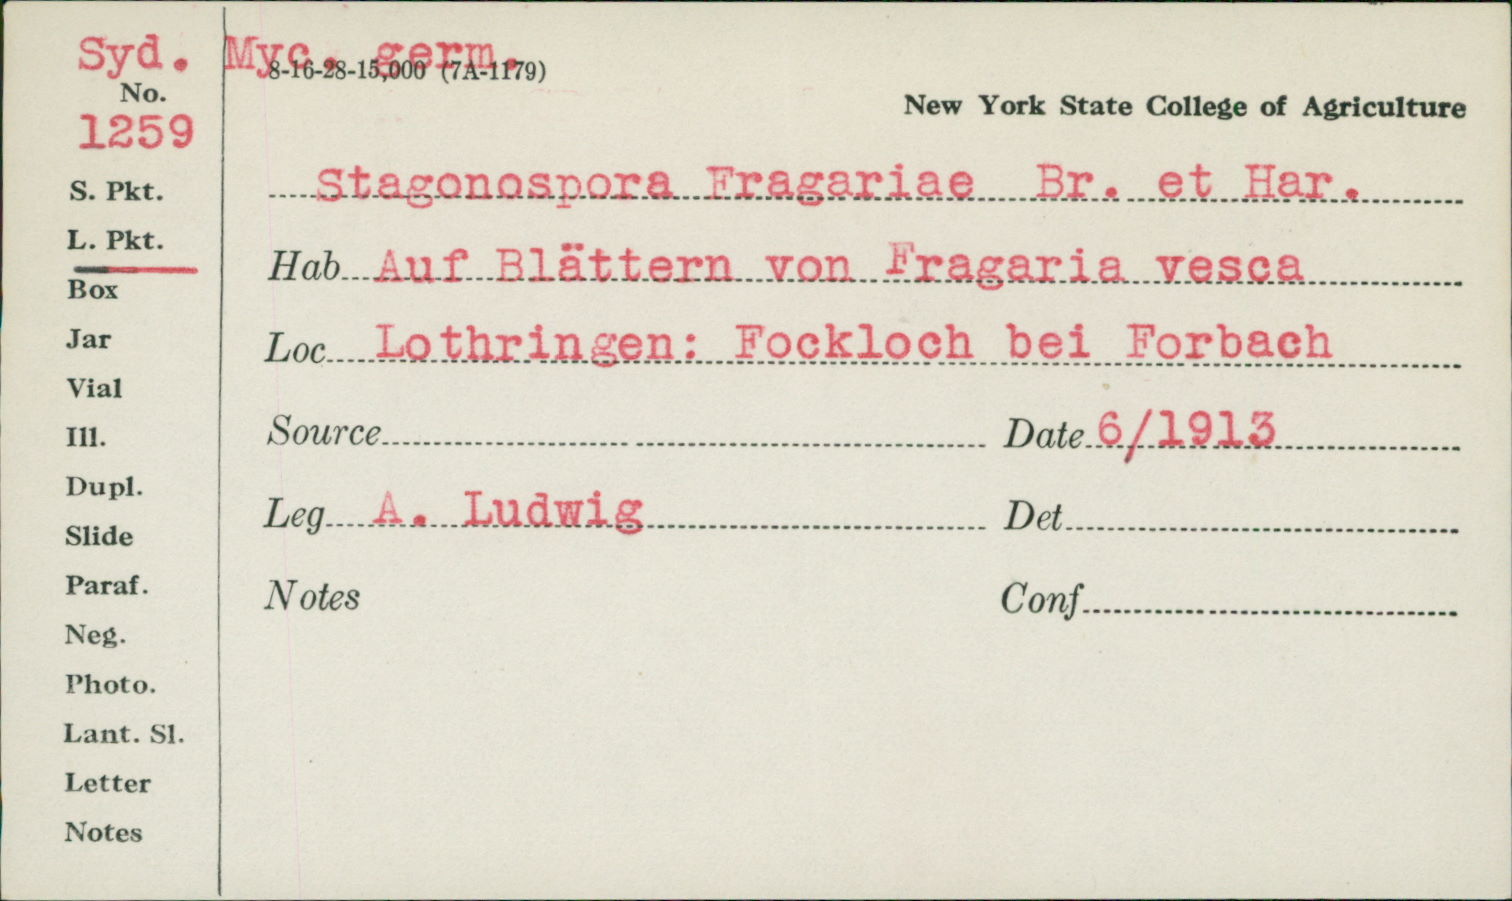 Syd. Myc. germ.
8-16-28-15,000 (7A-1179)
No.
1259
New York State College of Agriculture
S. Pkt.
L. Pkt.
Box
Jar
Vial
Ill.
Dupl.
Slide
Paraf.
Neg.
Photo.
Lant. Sl.
Letter
Notes
Stagonospora Fragariae Br. et Har.
Hab Auf Blättern von Fragaria vesca
Loc Lothringen: Fockloch bei Forbach
Source Date 6/1913
Leg A. Ludwig Det
Notes Conf